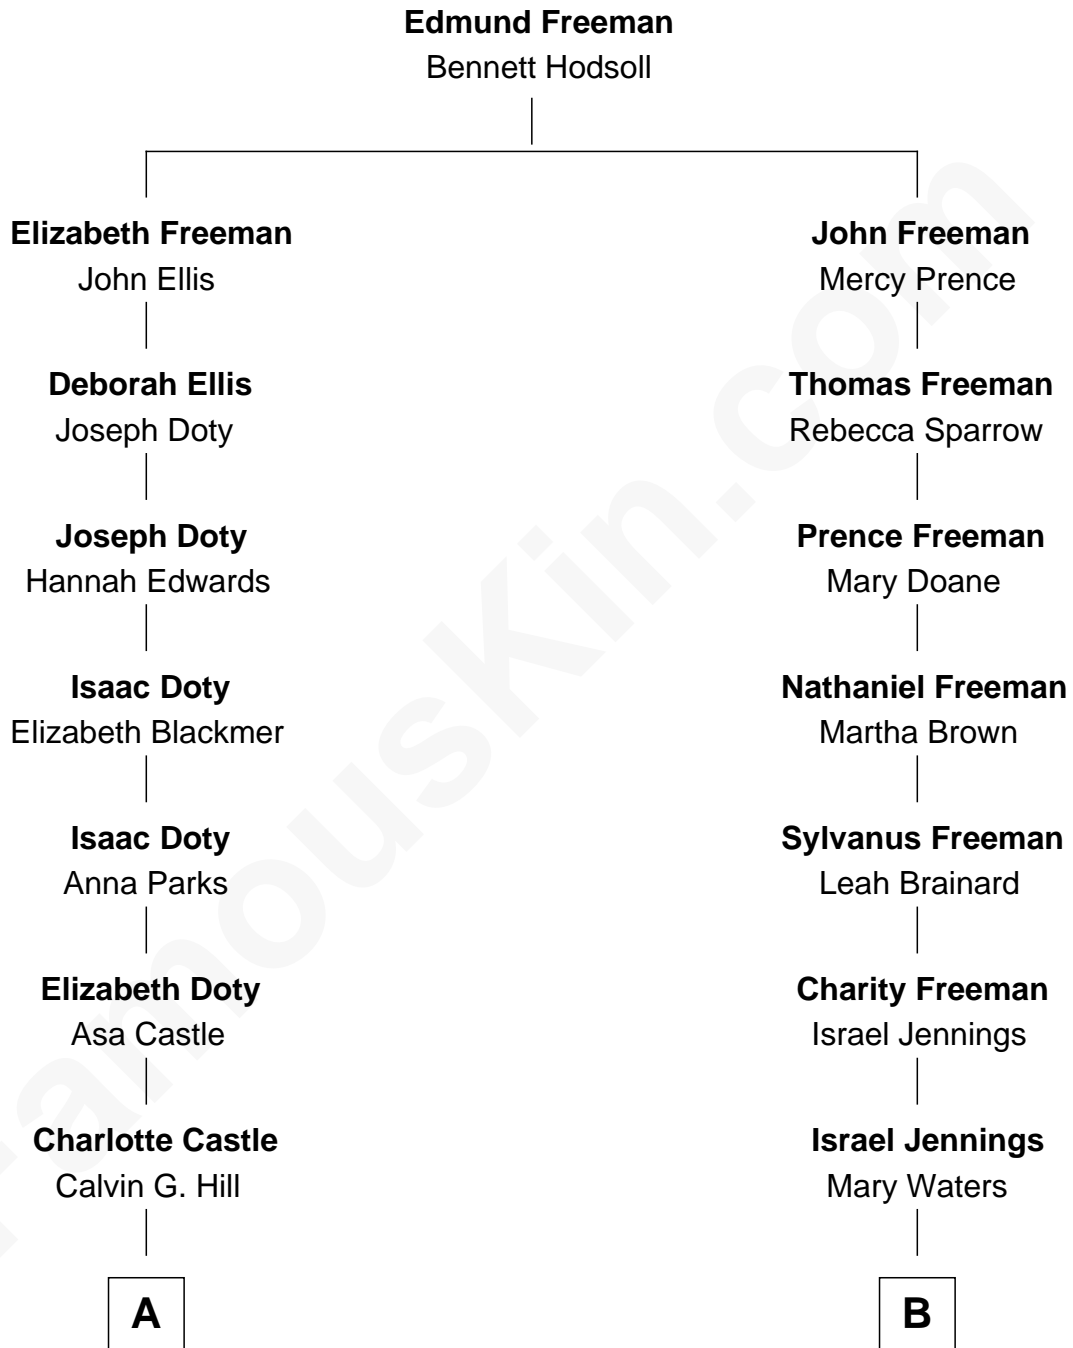 Edmund Freeman
Bennett Hodsoll
Elizabeth Freeman
John Ellis
John Freeman
Mercy Prence
Deborah Ellis
Joseph Doty
Thomas Freeman
Rebecca Sparrow
Joseph Doty
Hannah Edwards
Prence Freeman
Mary Doane
Isaac Doty
Elizabeth Blackmer
Nathaniel Freeman
Martha Brown
Isaac Doty
Anna Parks
Sylvanus Freeman
Leah Brainard
Elizabeth Doty
Asa Castle
Charity Freeman
Israel Jennings
Charlotte Castle
Calvin G. Hill
Israel Jennings
Mary Waters
A
B
FamousKin.com